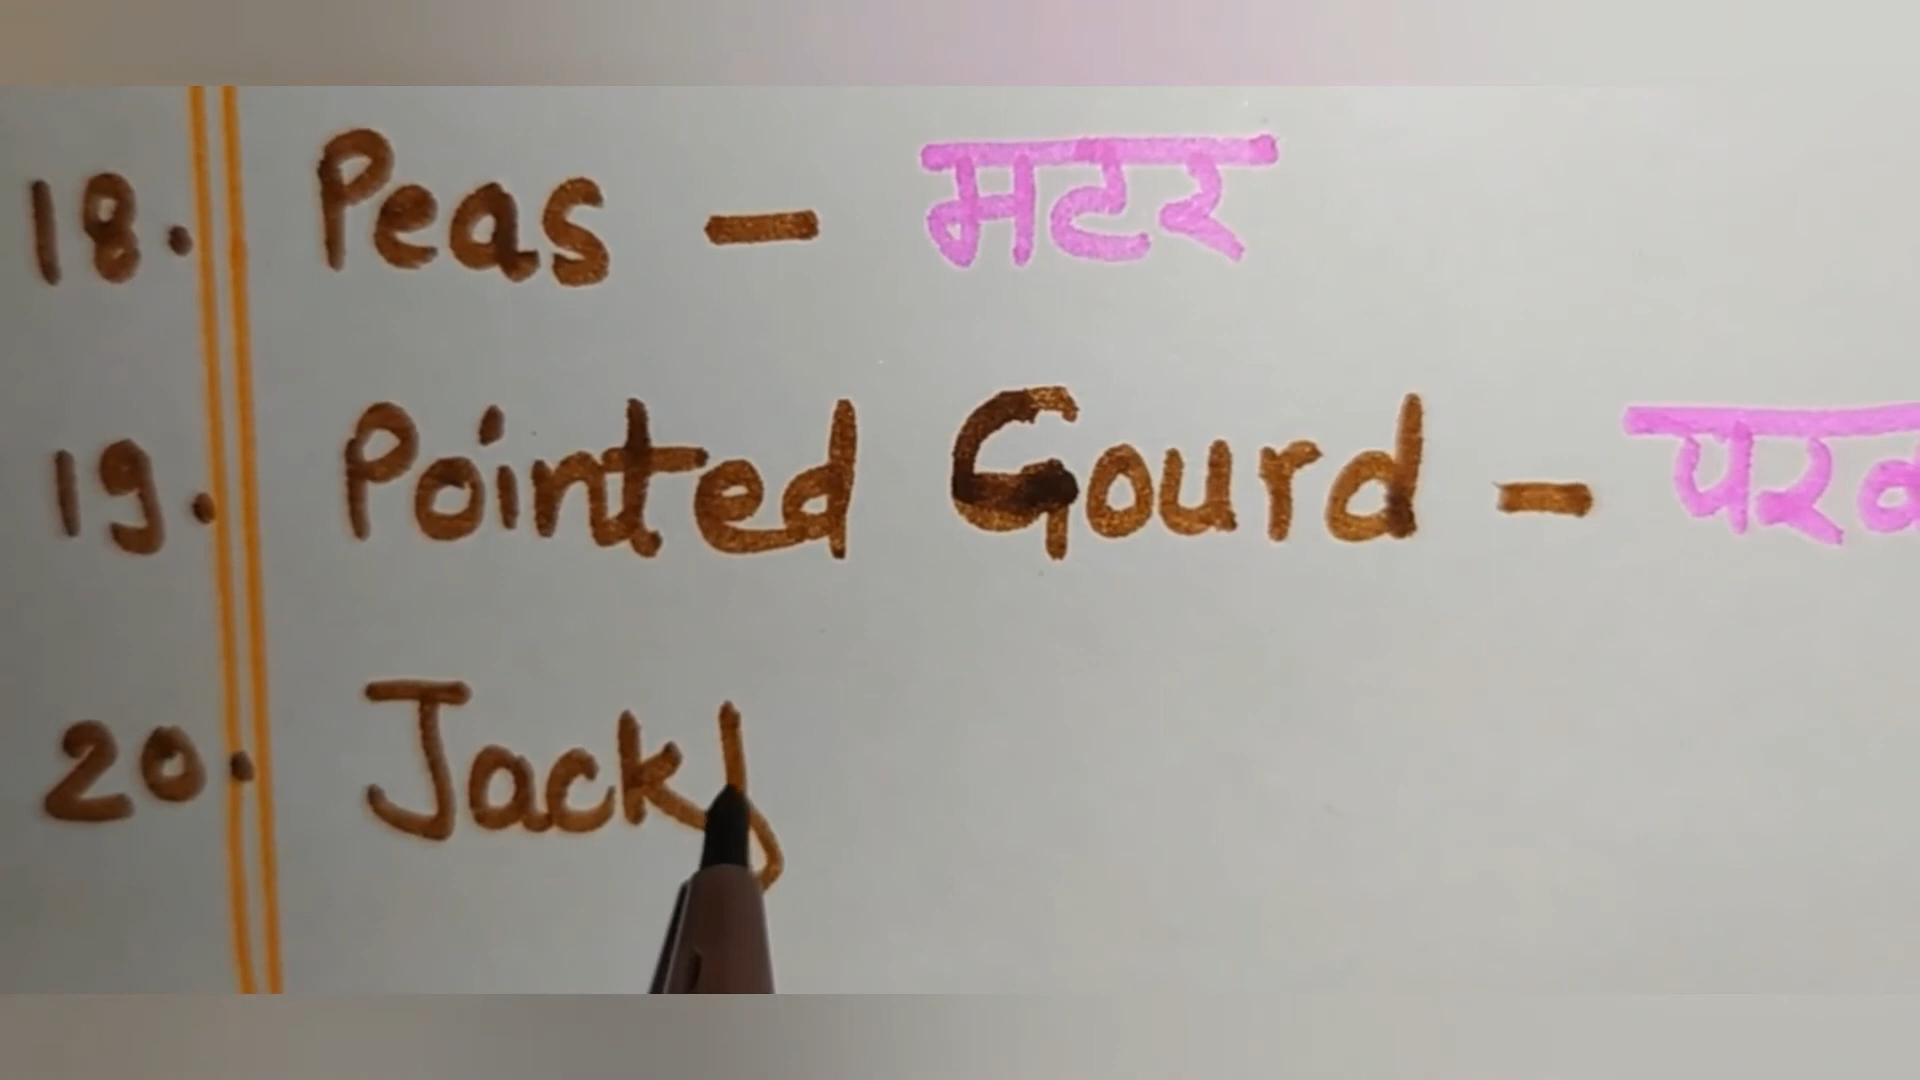 18. Peas - मटर
19. Pointed Gourd -
20. Jack